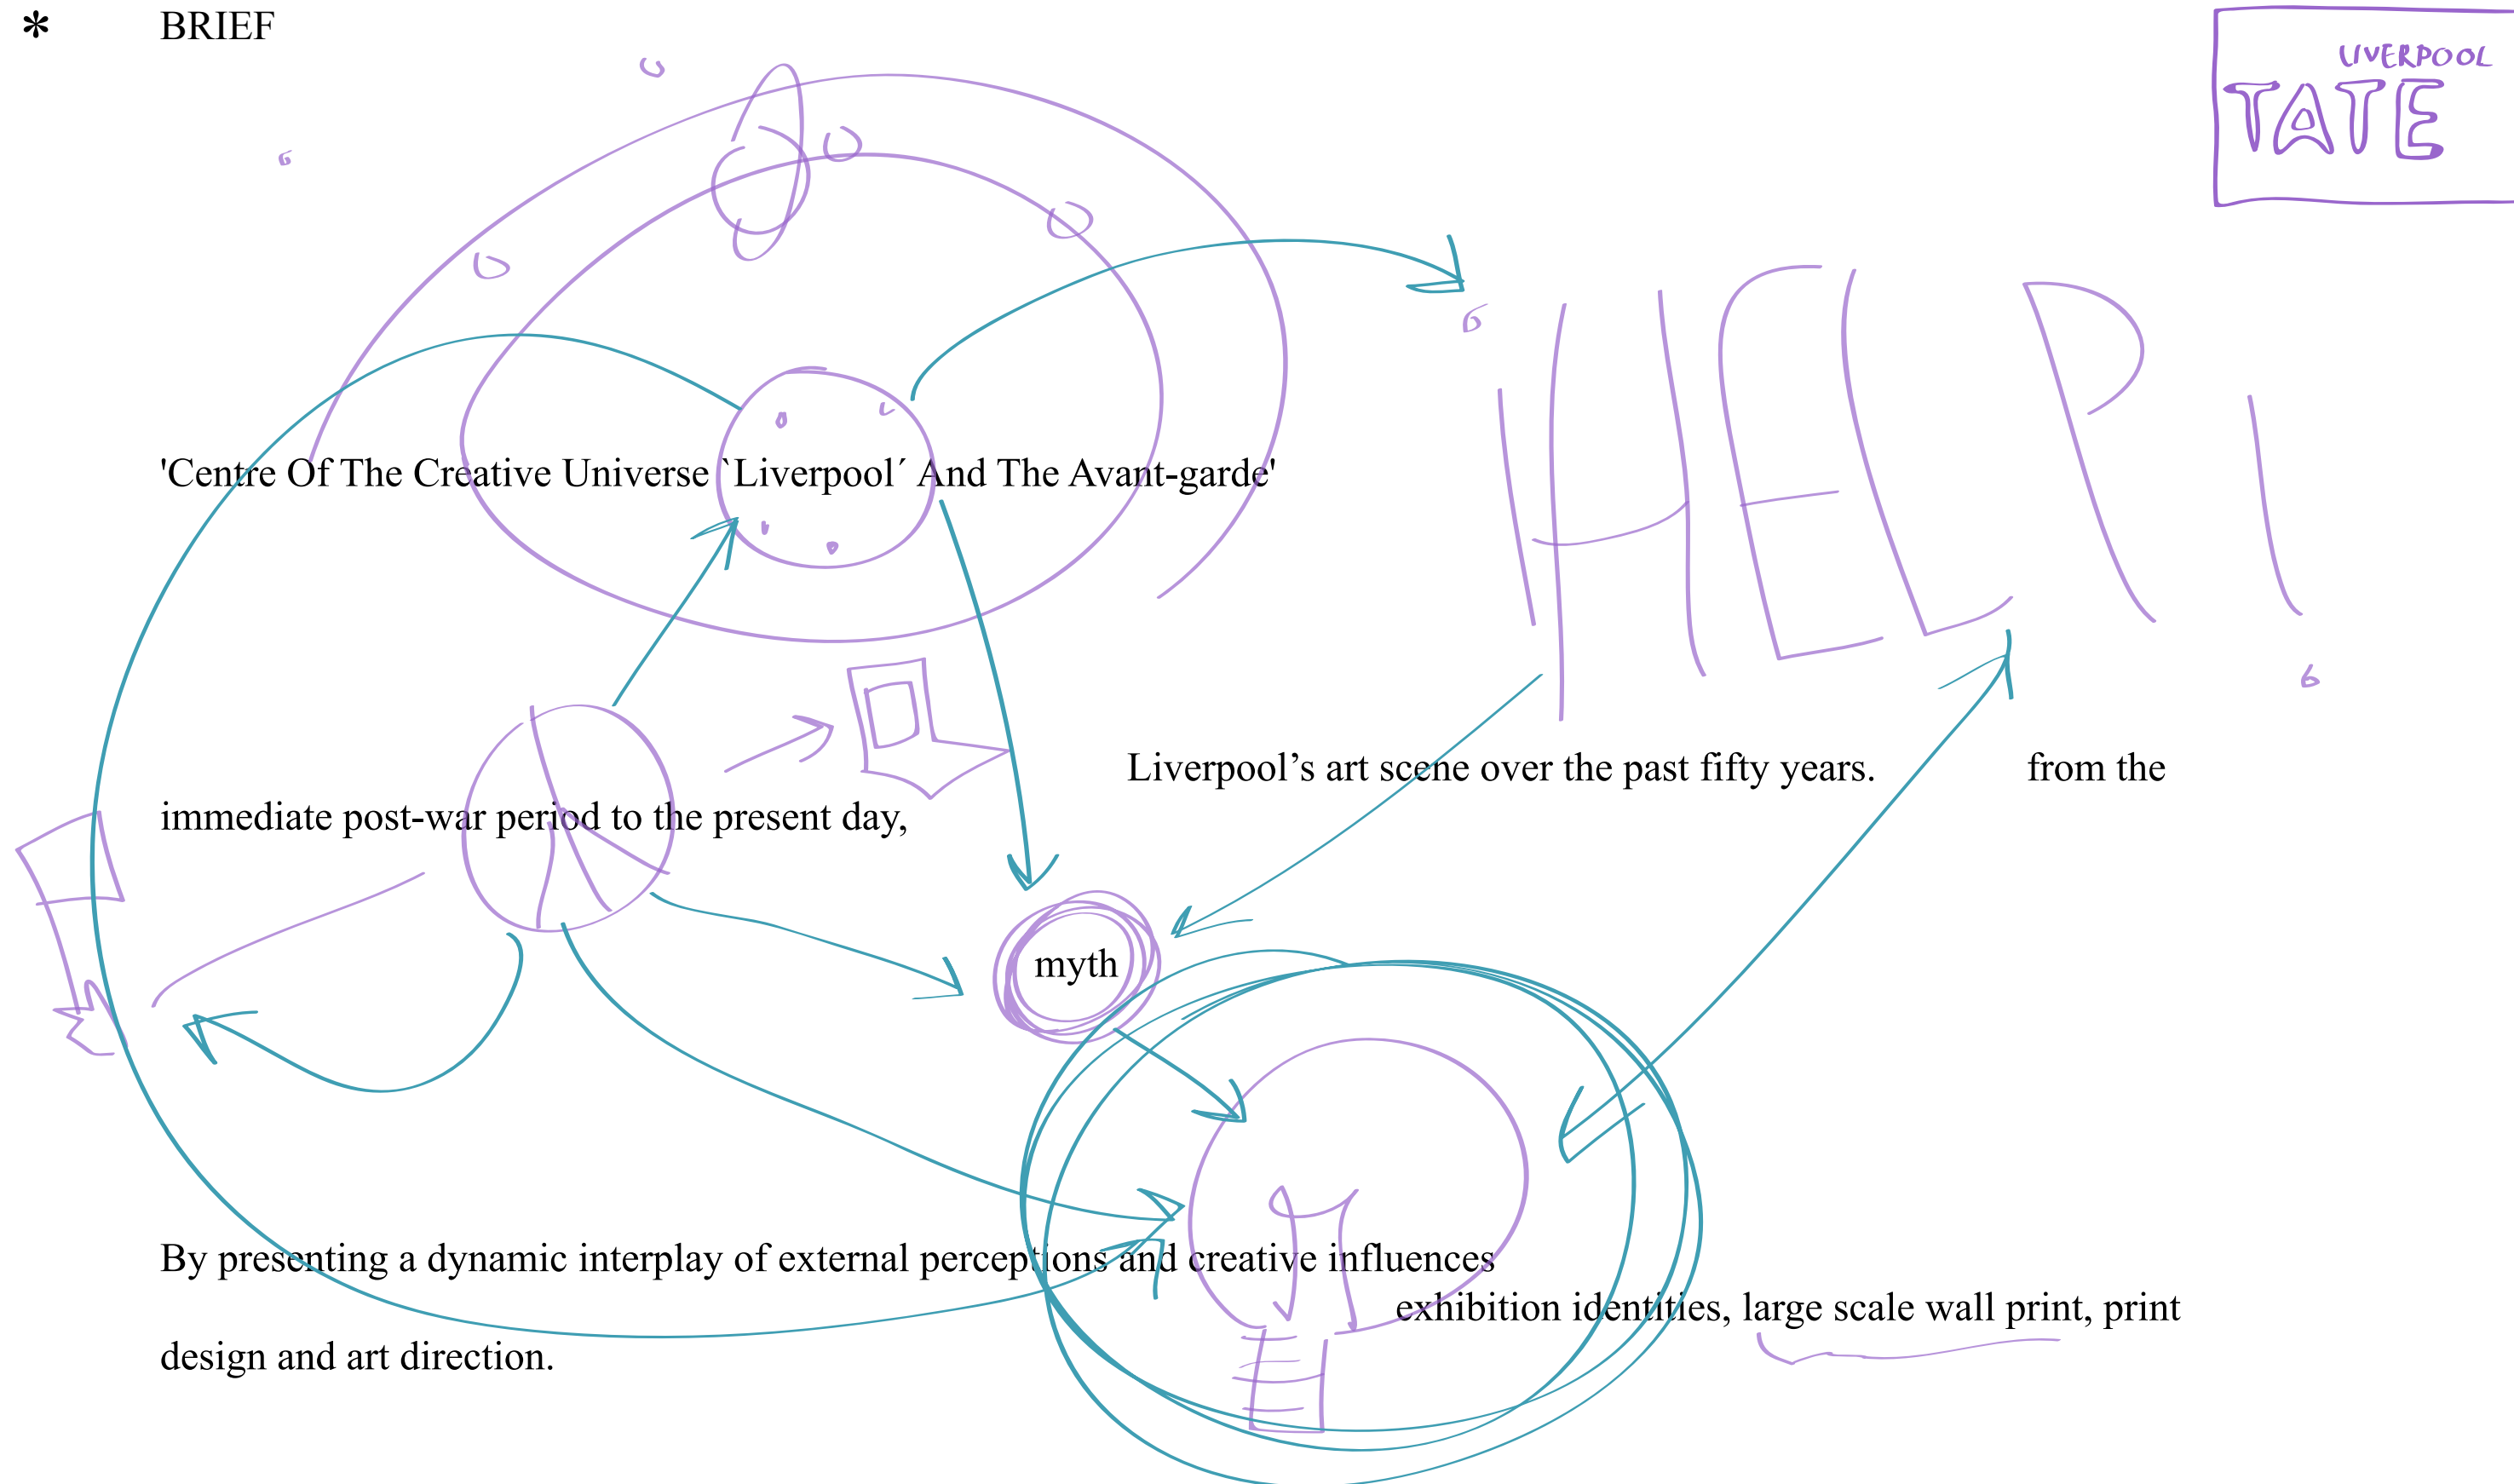 * BRIEF
LIVERPOOL
TATE
HELP!
'Centre Of The Creative Universe `Liverpool´ And The Avant-garde'
Liverpool’s art scene over the past fifty years. from the
immediate post-war period to the present day,
myth
By presenting a dynamic interplay of external perceptions and creative influences
exhibition identities, large scale wall print, print
design and art direction.